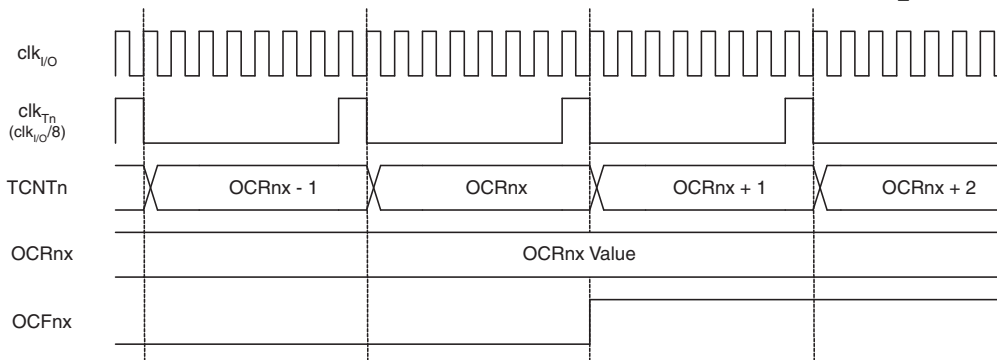 clkI/O
clkTn
(clkI/O/8)
TCNTn
OCRnx - 1
OCRnx
OCRnx + 1
OCRnx + 2
OCRnx
OCRnx Value
OCFnx